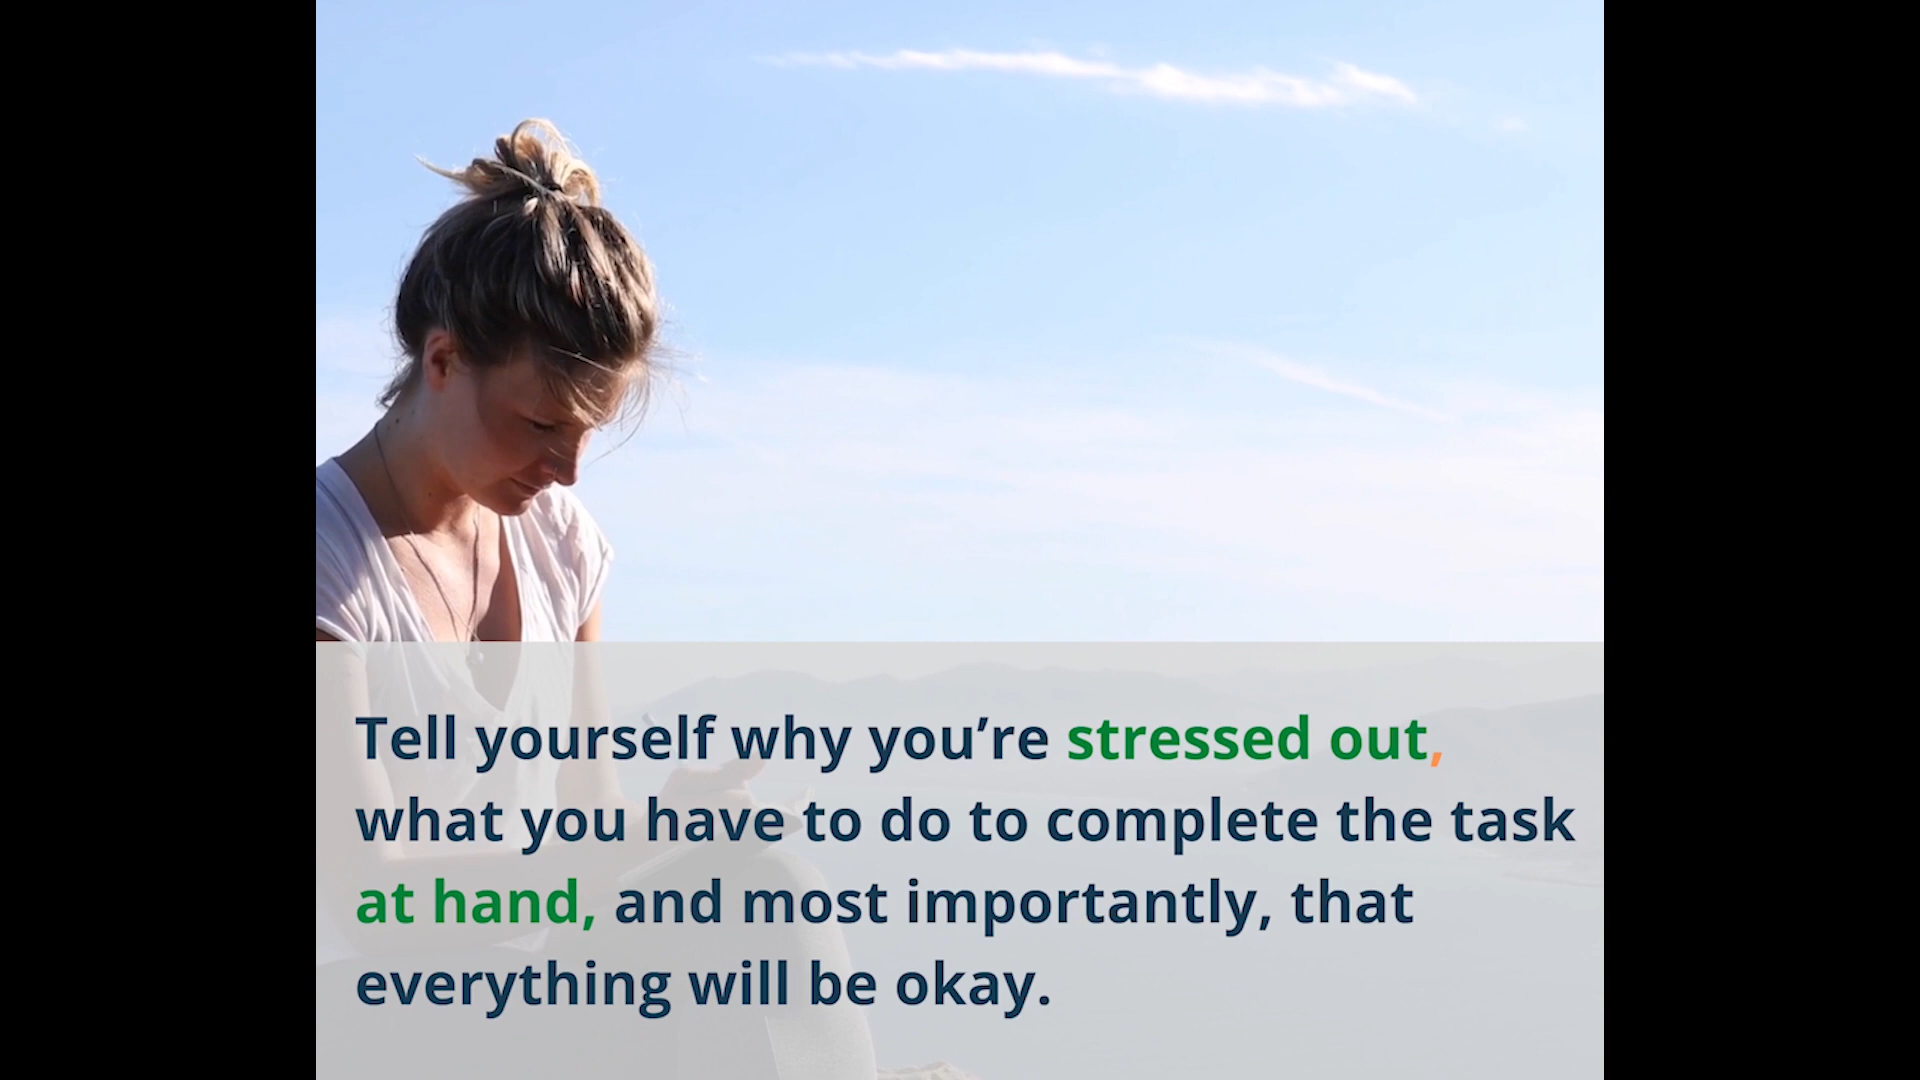 Tell yourself why you’re stressed out,
what you have to do to complete the task
at hand, and most importantly, that
everything will be okay.